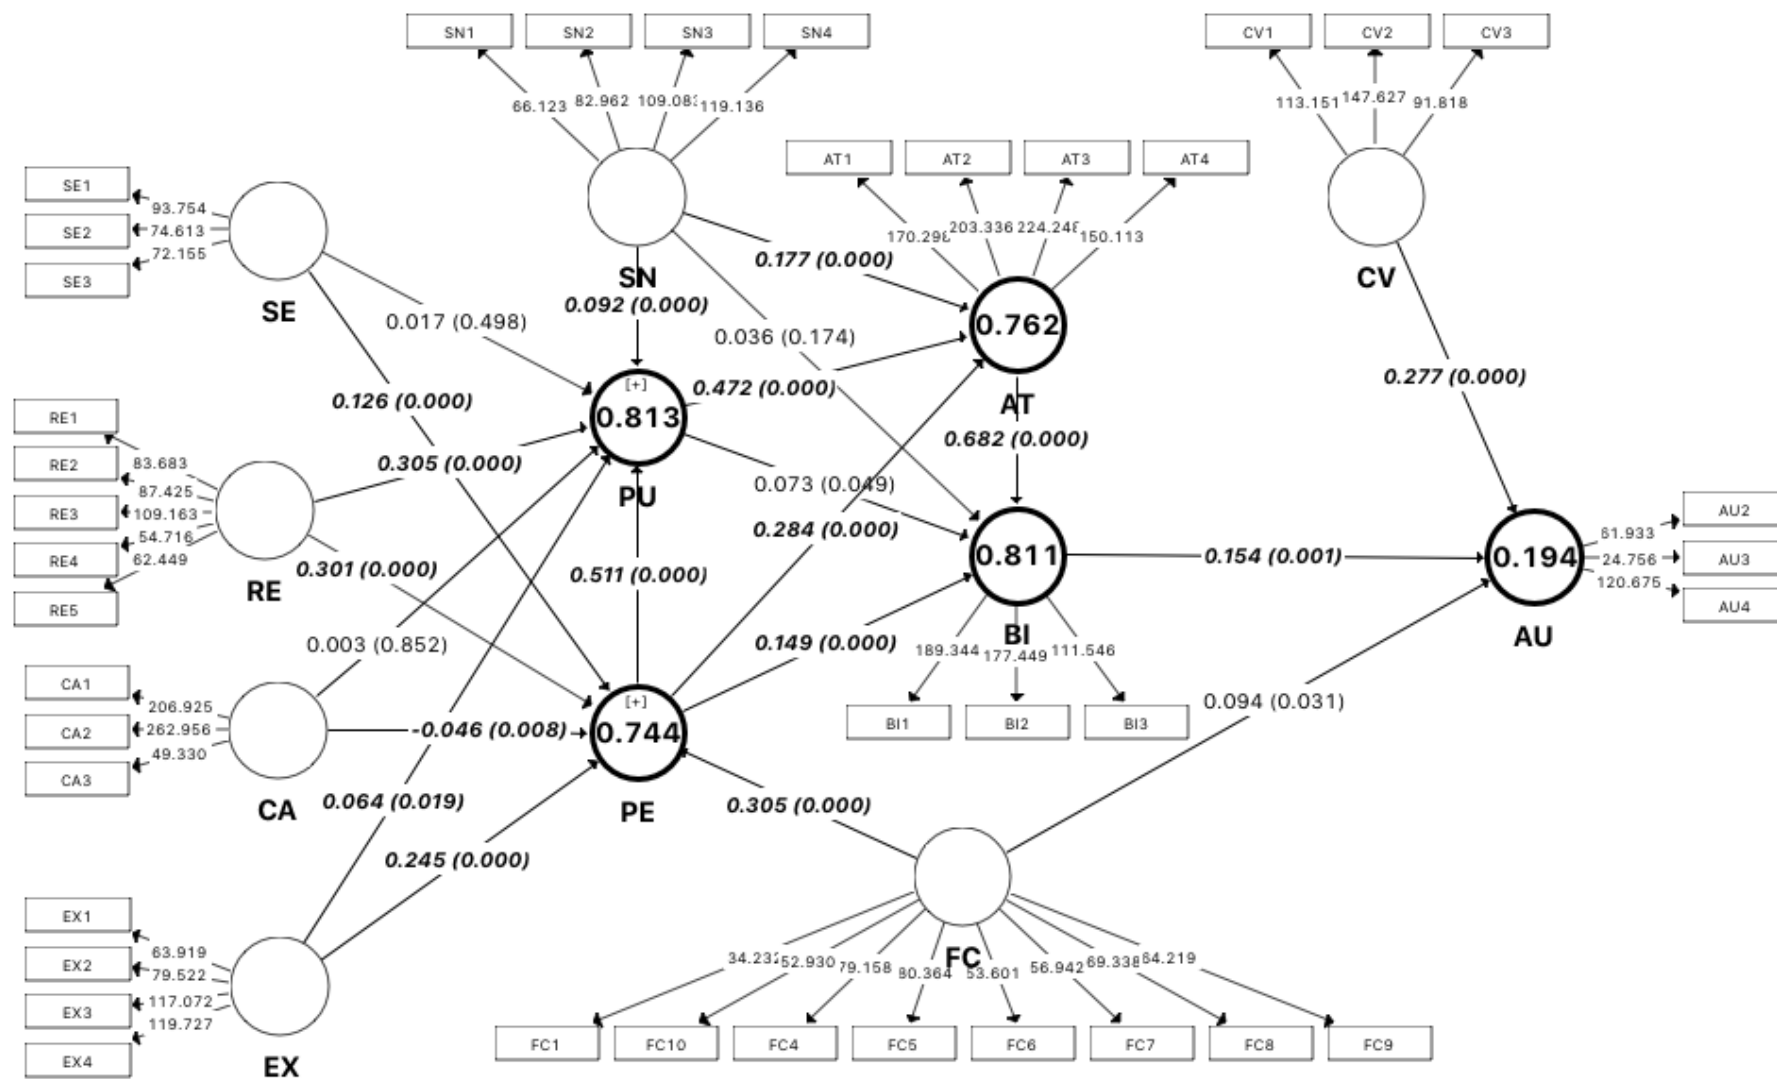 SN1 SN2 SN3 SN4
CV1 CV2 CV3
66.123 82.962 119.136
113.151 147.627 91.818
AT1 AT2 AT3 AT4
170.298 203.336 150.113
SE1
SE2
SE3
93.754
74.613
72.155
SE
SN
CV
0.177 (0.000)
0.092 (0.000)
0.017 (0.498)
0.036 (0.174)
0.762
AT
0.126 (0.000)
[+]
0.813
PU
0.472 (0.000)
0.277 (0.000)
RE1
RE2
RE3
RE4
RE5
83.683
87.425
109.163
54.716
62.449
RE
0.305 (0.000)
0.682 (0.000)
0.073 (0.049)
0.284 (0.000)
0.301 (0.000)
0.511 (0.000)
0.811
BI
0.154 (0.001)
0.194
AU
AU2
AU3
AU4
24.756
120.675
0.003 (0.852)
0.149 (0.000)
189.344 177.449 111.546
BI1 BI2 BI3
CA1
CA2
CA3
206.925
262.956
49.330
CA
-0.046 (0.008)
[+]
0.744
PE
0.094 (0.031)
0.064 (0.019)
0.305 (0.000)
0.245 (0.000)
EX1
EX2
EX3
EX4
63.919
79.522
117.072
119.727
EX
FC
52.930 79.158 80.364 53.601 56.942 69.338
FC1 FC10 FC4 FC5 FC6 FC7 FC8 FC9